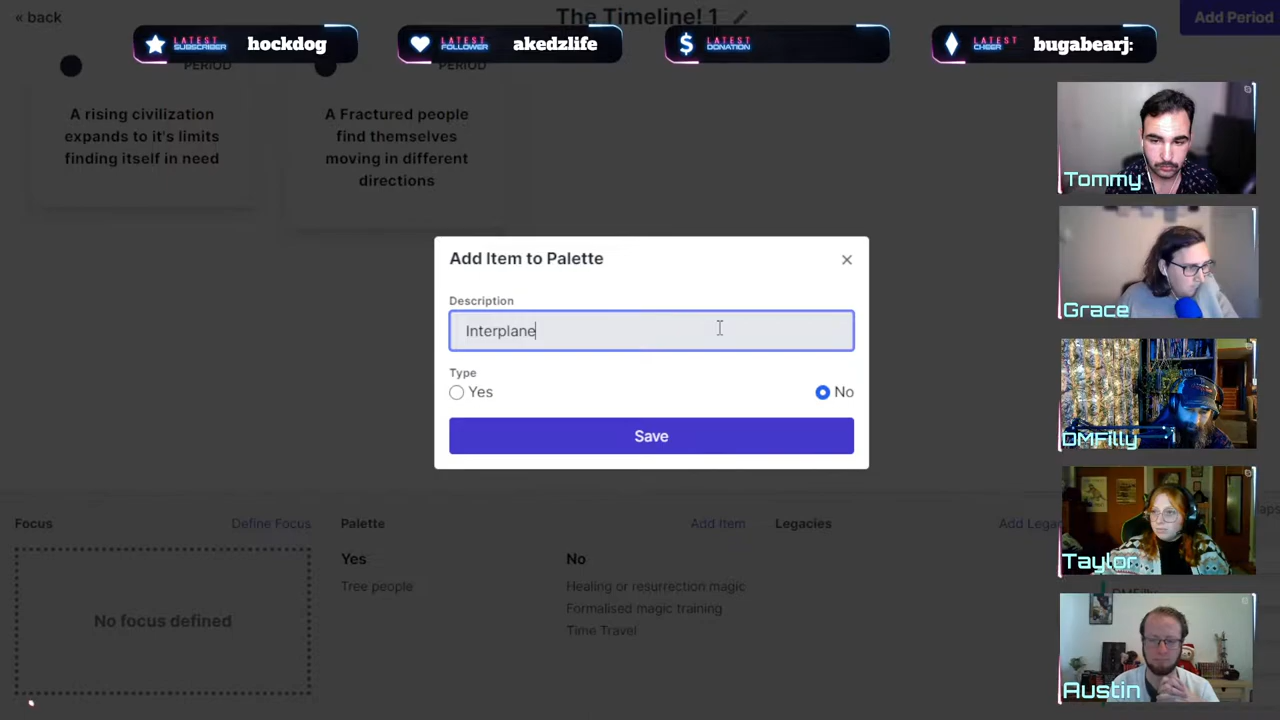 « back
The Timeline! 1
Add Period
LATEST
SUBSCRIBER
hockdog
LATEST
FOLLOWER
akedzlife
LATEST
DONATION
LATEST
CHEER
bugabearj:
PERIOD
A rising civilization
expands to it's limits
finding itself in need
PERIOD
A Fractured people
find themselves
moving in different
directions
Add Item to Palette
Description
Interplane
Type
Yes
No
Save
Focus
Define Focus
No focus defined
Palette
Add Item
Yes
Tree people
No
Healing or resurrection magic
Formalised magic training
Time Travel
Legacies
Add Legac
Tommy
Grace
DMFilly
Taylor
DMFilly
Austin